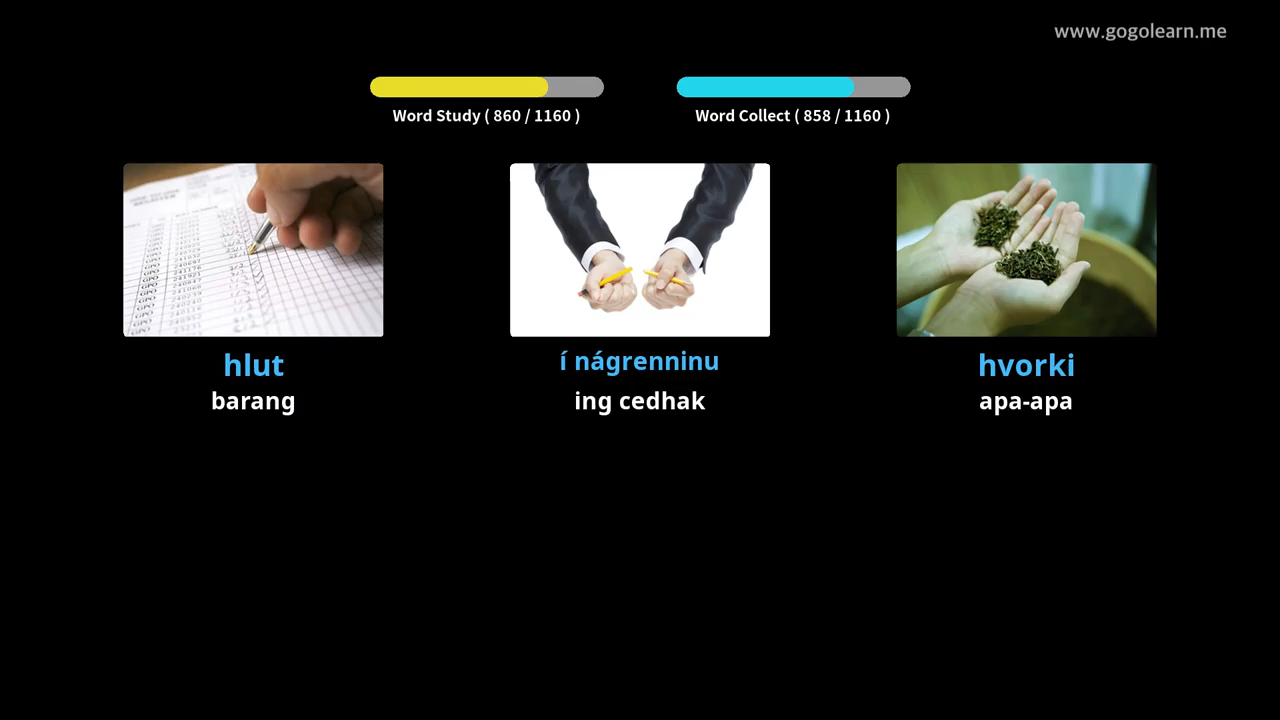 www.gogolearn.me
Word Study ( 860 / 1160 )
Word Collect ( 858 / 1160 )
hlut
barang
í nágrenninu
ing cedhak
hvorki
apa-apa